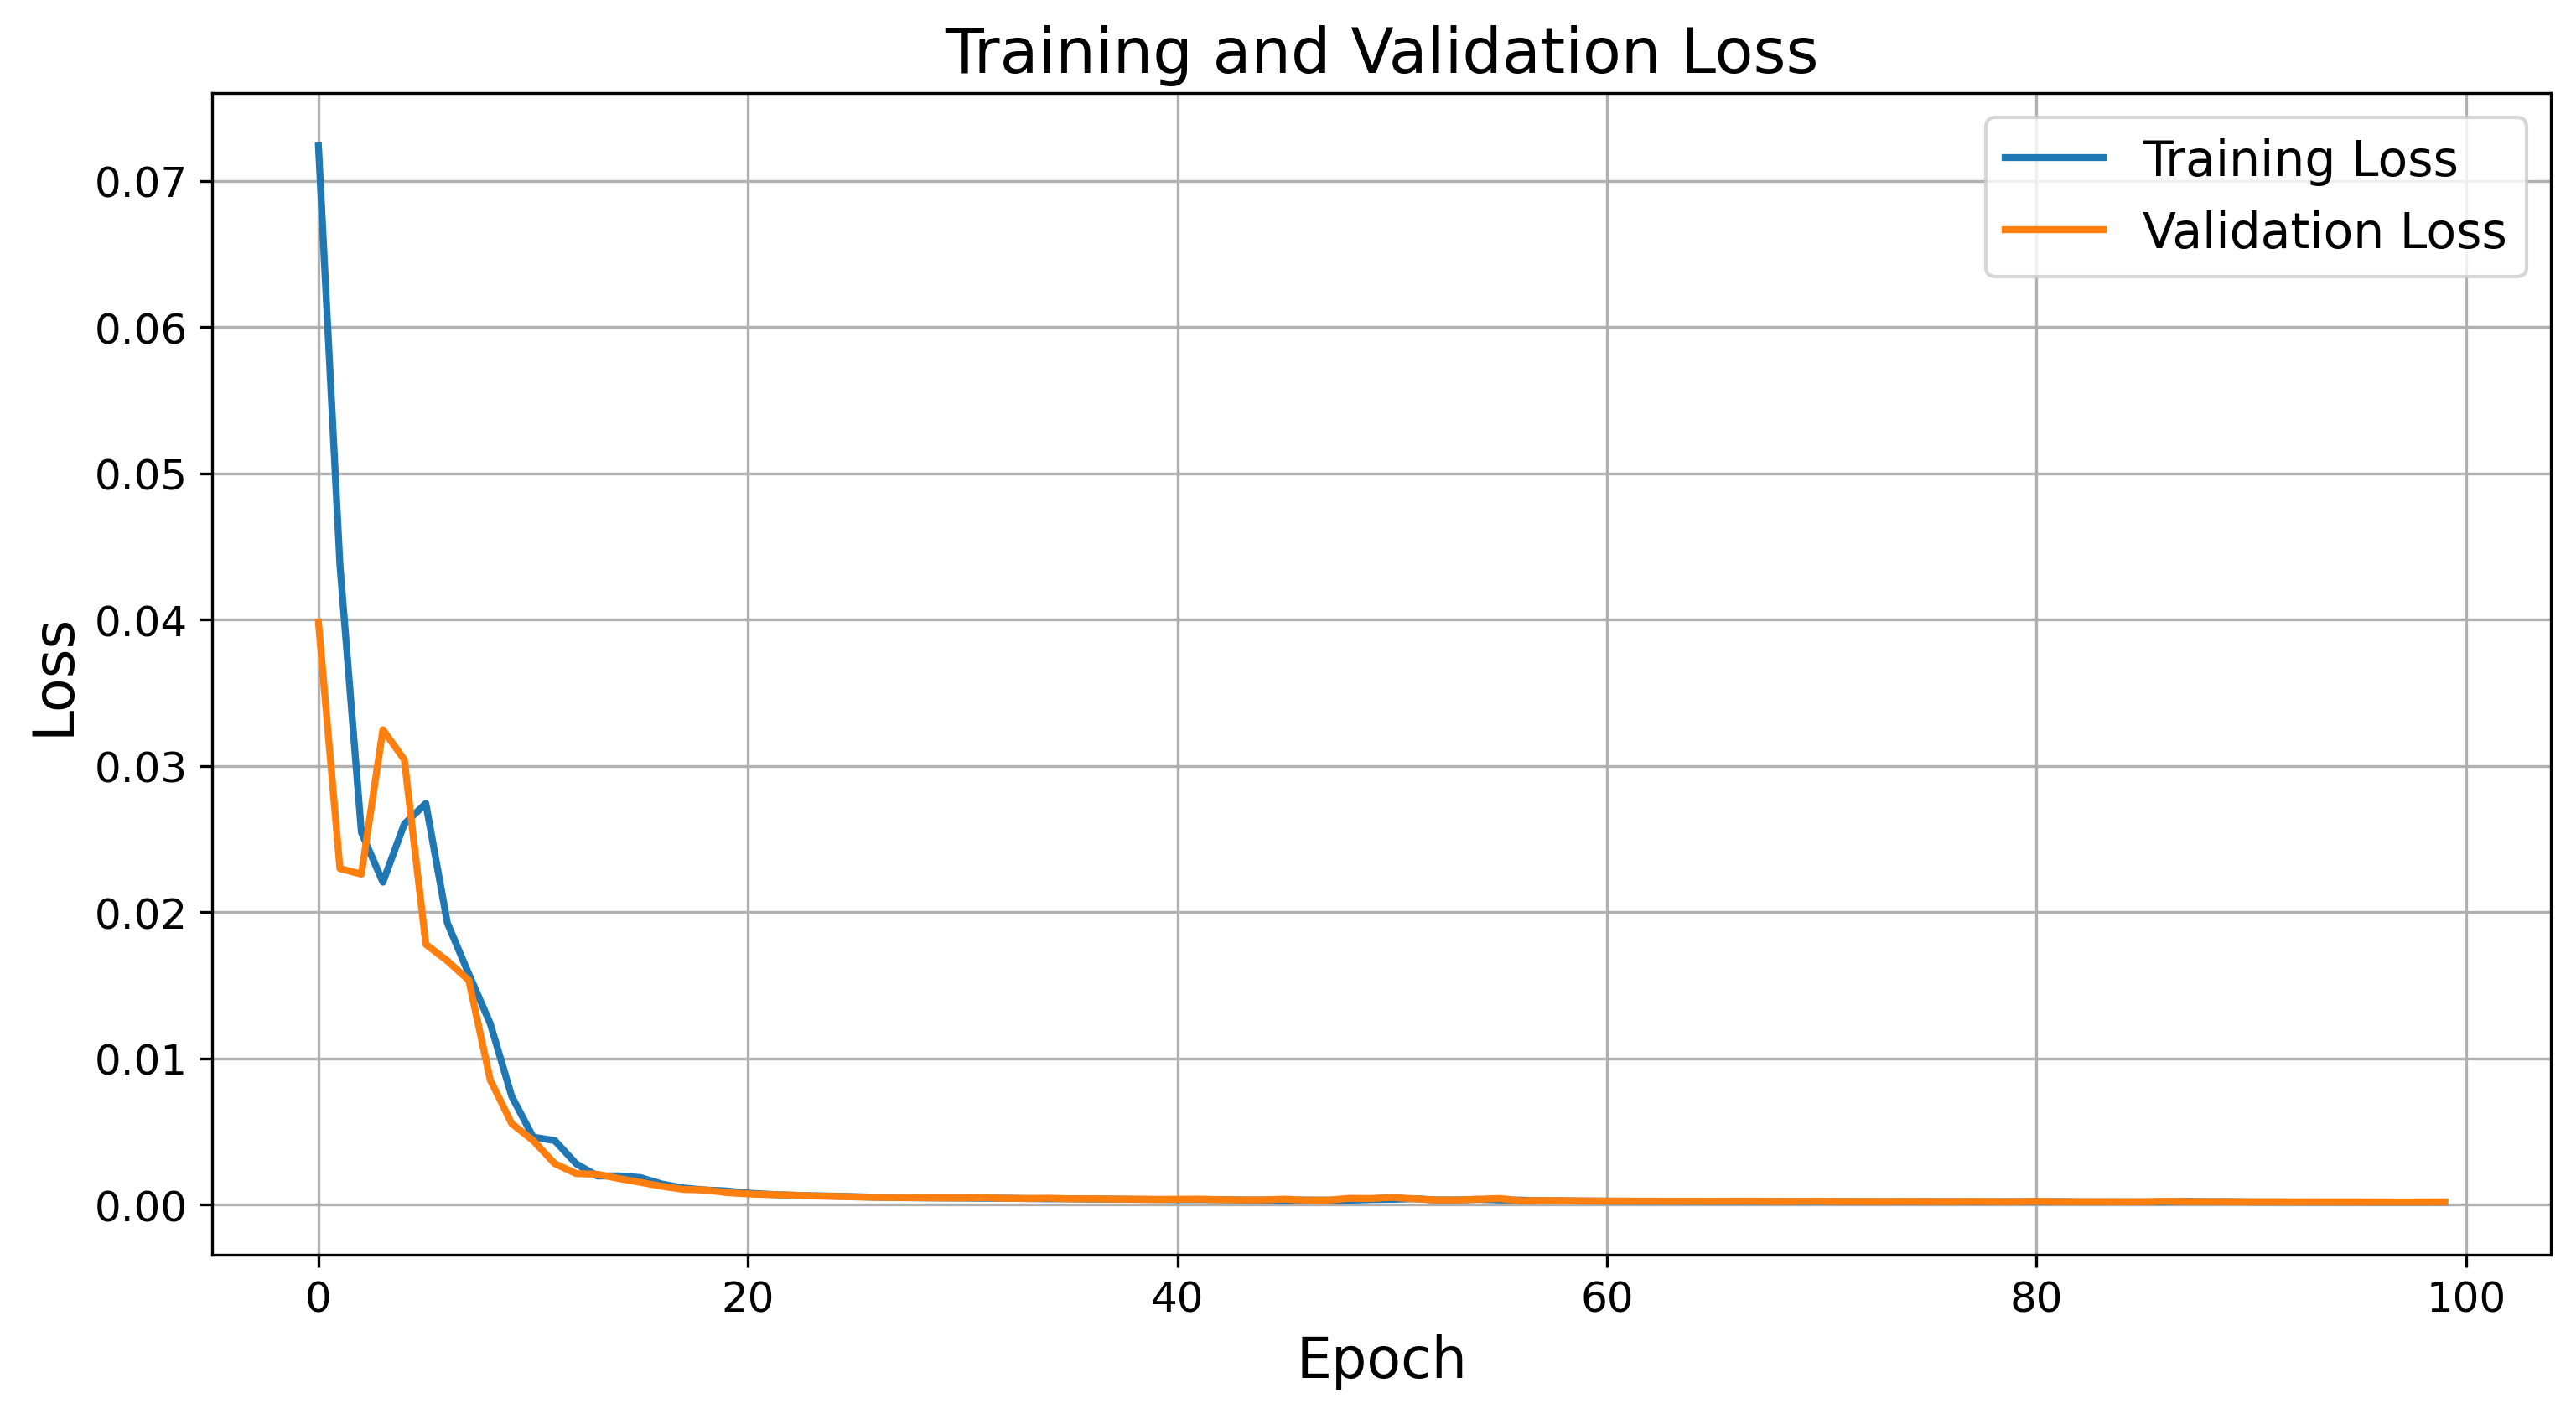 Training and Validation Loss
Training Loss
Validation Loss
0.07
0.06
0.05
0.04
0.03
0.02
0.01
0.00
Loss
0 20 40 60 80 100
Epoch